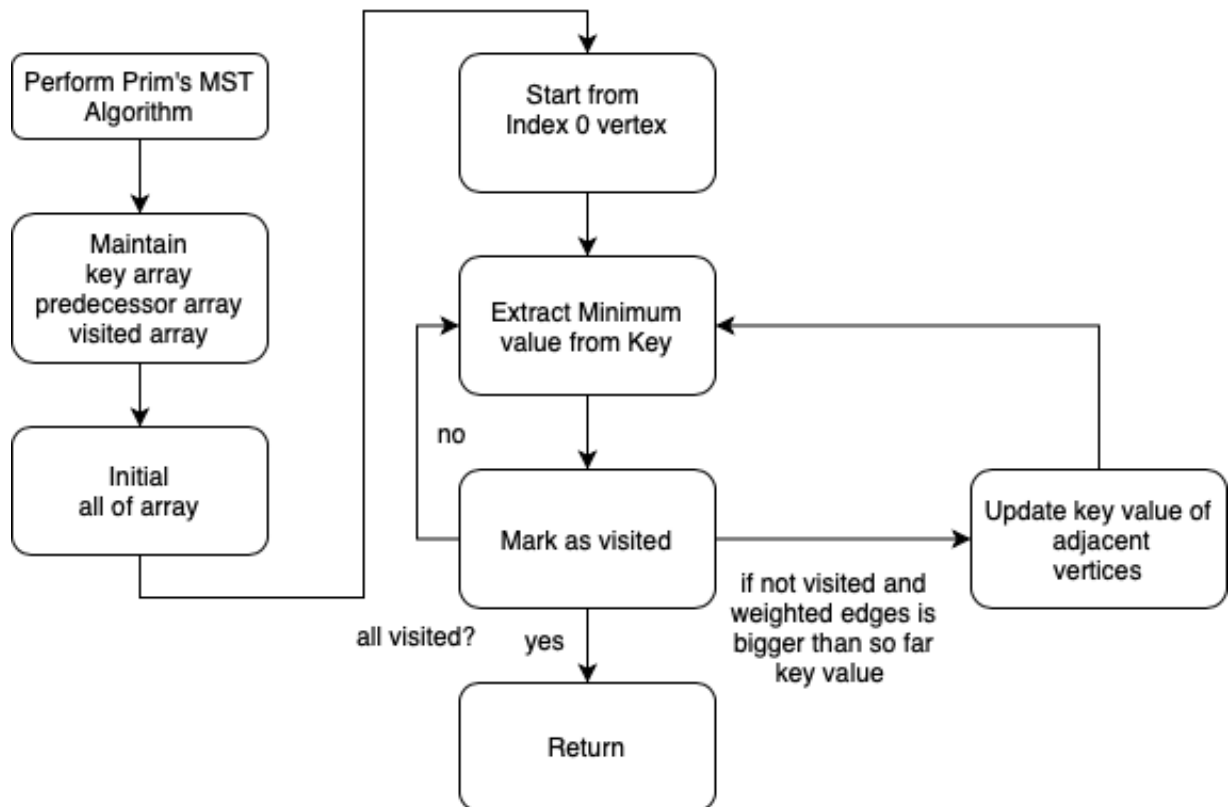 Perform Prim's MST
Algorithm
Maintain
key array
predecessor array
visited array
Initial
all of array
Start from
Index 0 vertex
Extract Minimum
value from Key
no
Mark as visited
Update key value of
adjacent
vertices
if not visited and
weighted edges is
bigger than so far
key value
all visited?
yes
Return